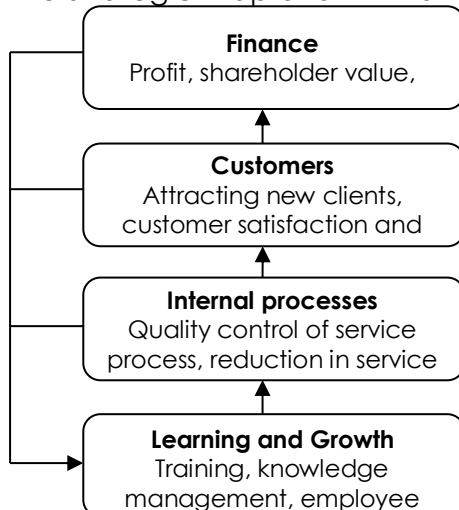 Finance
Profit, shareholder value,
Customers
Attracting new clients,
customer satisfaction and
Internal processes
Quality control of service
process, reduction in service
Learning and Growth
Training, knowledge
management, employee